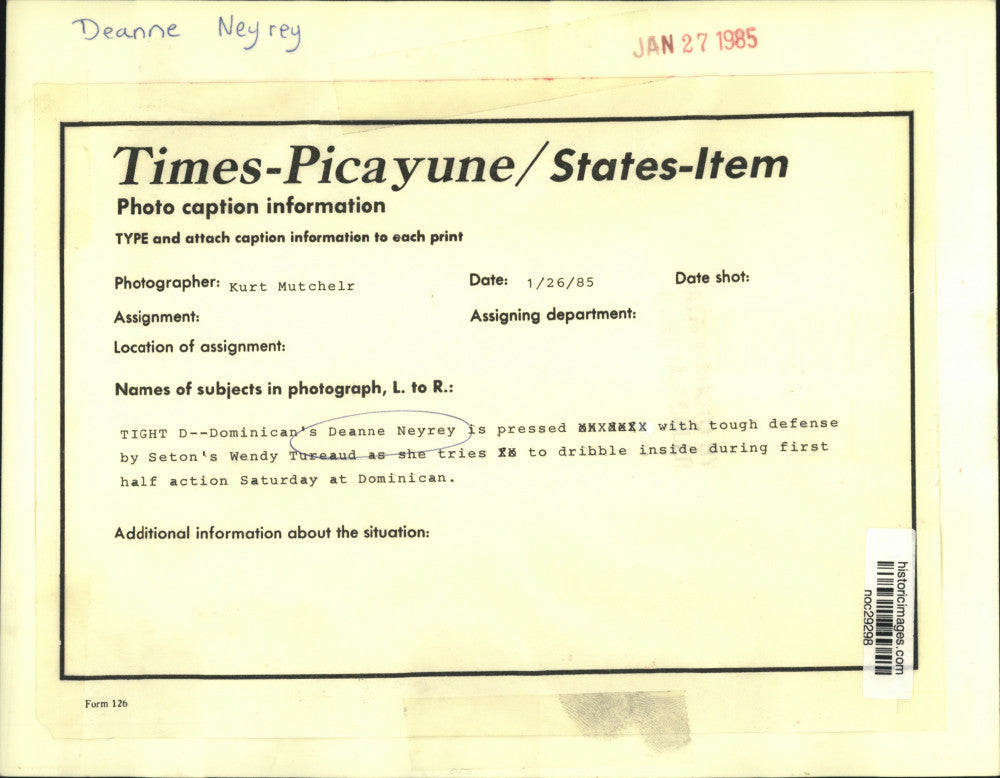 Deanne Neyrey
JAN 27 1985
Times-Picayune/States-Item
Photo caption information
TYPE and attach caption information to each print
Photographer: Kurt Mutchelr Date: 1/26/85 Date shot:
Assignment: Assigning department:
Location of assignment:
Names of subjects in photograph, L. to R.:
TIGHT D--Dominican's Deanne Neyrey is pressed with tough defense
by Seton's Wendy Tureaud as she tries to dribble inside during first
half action Saturday at Dominican.
Additional information about the situation:
historicimages.com
noc29298
Form 126